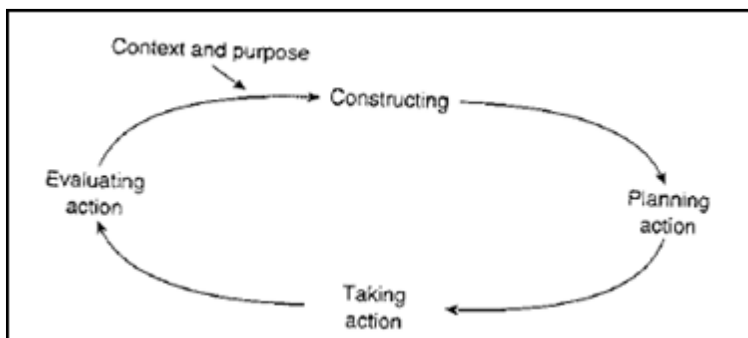 Context and purpose
Constructing
Evaluating
action
Planning
action
Taking
action